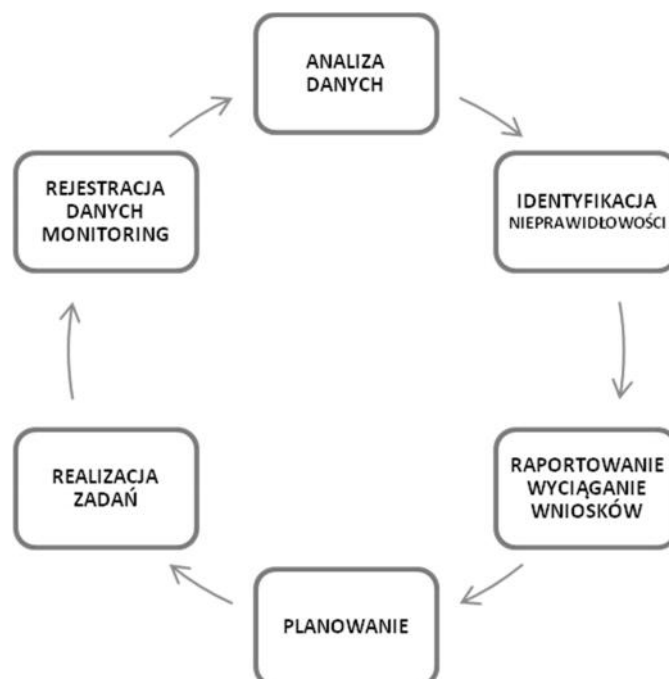 ANALIZA
DANYCH
IDENTYFIKACJA
NIEPRAWIDŁOWOŚCI
RAPORTOWANIE
WYCIĄGANIE
WNIOSKÓW
PLANOWANIE
REALIZACJA
ZADAŃ
REJESTRACJA
DANYCH
MONITORING